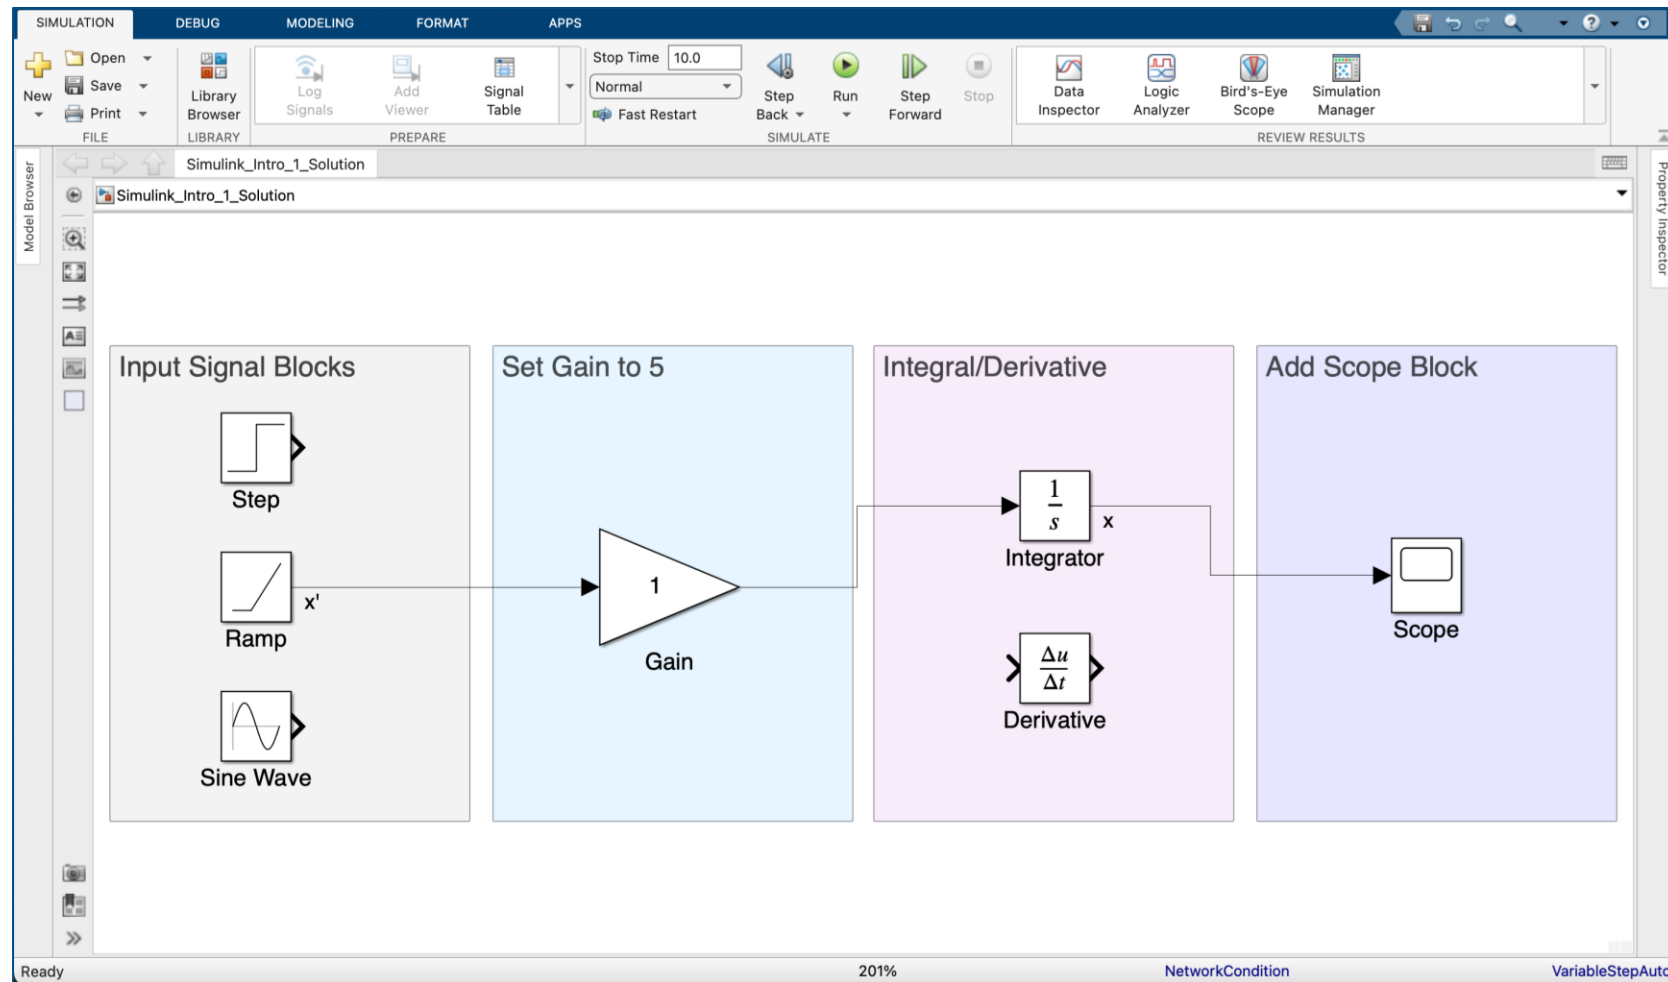 SIMULATION DEBUG MODELING FORMAT APPS
New
Open
Save
Print
FILE
Library
Browser
LIBRARY
Log
Signals
Add
Viewer
Signal
Table
PREPARE
Stop Time 10.0
Normal
Fast Restart
Step
Back
Run
Step
Forward
Stop
SIMULATE
Data
Inspector
Logic
Analyzer
Bird's-Eye
Scope
Simulation
Manager
REVIEW RESULTS
Model Browser
Simulink_Intro_1_Solution
Simulink_Intro_1_Solution
Property Inspector
Input Signal Blocks
Step
x'
Ramp
Sine Wave
Set Gain to 5
1
Gain
Integral/Derivative
1
s
x
Integrator
Δu
Δt
Derivative
Add Scope Block
Scope
Ready 201% NetworkCondition VariableStepAuto